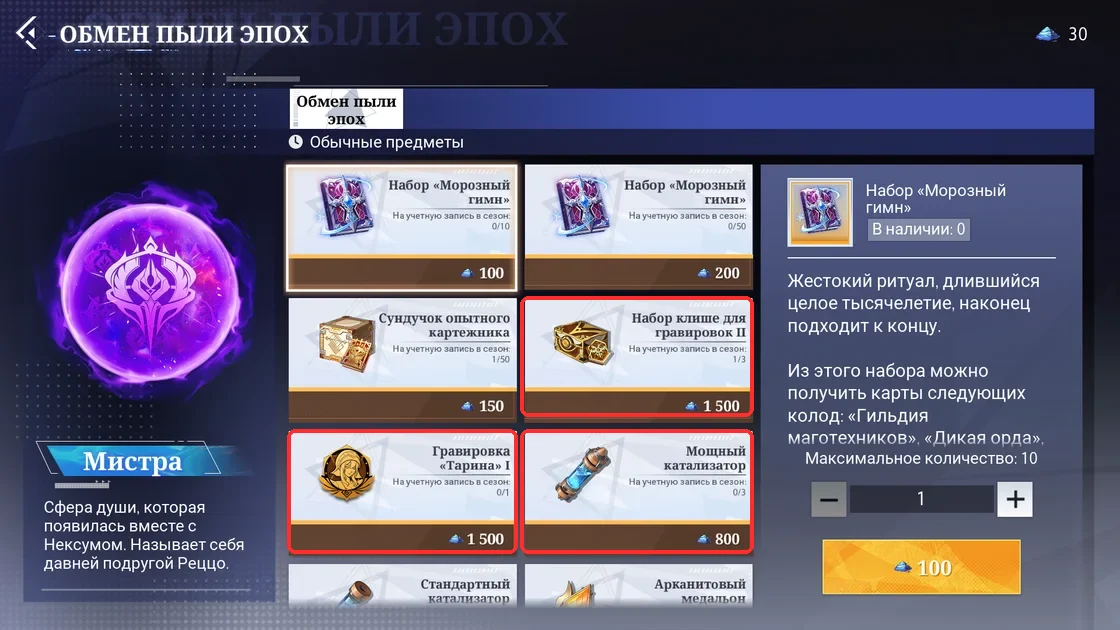 ОБМЕН ПЫЛИ ЭПОХ
30
Обмен пыли
эпох
Обычные предметы
Набор «Морозный
гимн»
На учетную запись в сезон:
0/10
100
Набор «Морозный
гимн»
На учетную запись в сезон:
0/50
200
Сундучок опытного
картежника
На учетную запись в сезон:
1/50
150
Набор клише для
гравировок II
На учетную запись в сезон:
1/3
1 500
Гравировка
«Тарина» I
На учетную запись в сезон:
0/1
1 500
Мощный
катализатор
На учетную запись в сезон:
0/3
800
Стандартный
катализатор
Арканитовый
медальон
Мистра
Сфера души, которая
появилась вместе с
Нексумом. Называет себя
давней подругой Реццо.
Набор «Морозный
гимн»
В наличии: 0
Жестокий ритуал, длившийся
целое тысячелетие, наконец
подходит к концу.
Из этого набора можно
получить карты следующих
колод: «Гильдия
маготехников», «Дикая орда»,
Максимальное количество: 10
1
100